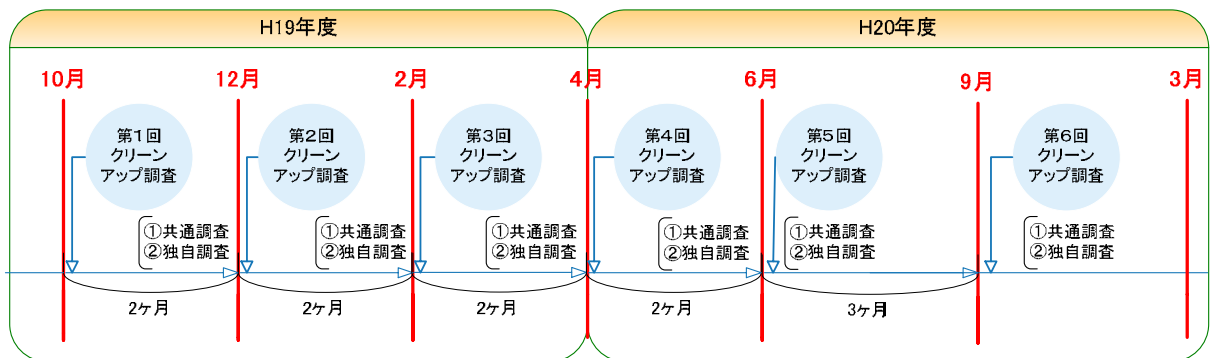 H19年度
H20年度
10月
12月
2月
4月
6月
9月
3月
第1回
クリーン
アップ調査
第2回
クリーン
アップ調査
第3回
クリーン
アップ調査
第4回
クリーン
アップ調査
第5回
クリーン
アップ調査
第6回
クリーン
アップ調査
①共通調査
②独自調査
①共通調査
②独自調査
①共通調査
②独自調査
①共通調査
②独自調査
①共通調査
②独自調査
①共通調査
②独自調査
2ヶ月
2ヶ月
2ヶ月
2ヶ月
3ヶ月